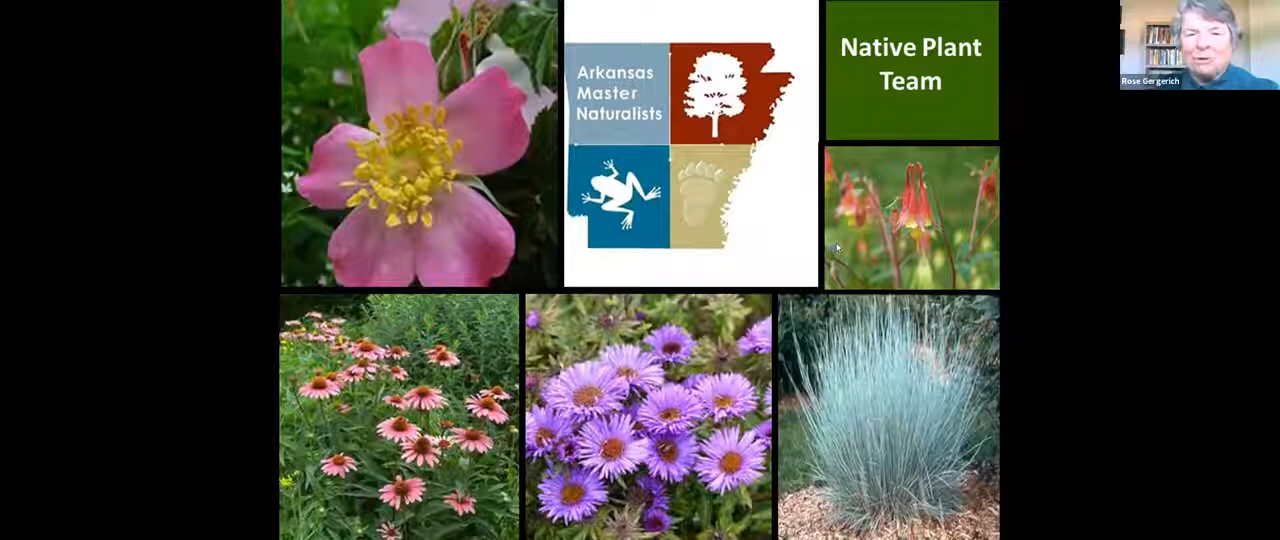 Arkansas
Master
Naturalists
Native Plant
Team
Rose Gergerich